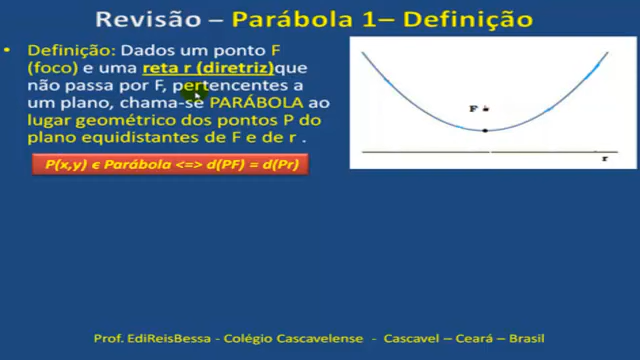 Revisão – Parábola 1– Definição
• Definição: Dados um ponto F
(foco) e uma reta r (diretriz)que
não passa por F, pertencentes a
um plano, chama-se PARÁBOLA ao
lugar geométrico dos pontos P do
plano equidistantes de F e de r .
P(x,y) ϵ Parábola <=> d(PF) = d(Pr)
F
r
Prof. EdiReisBessa - Colégio Cascavelense - Cascavel – Ceará – Brasil